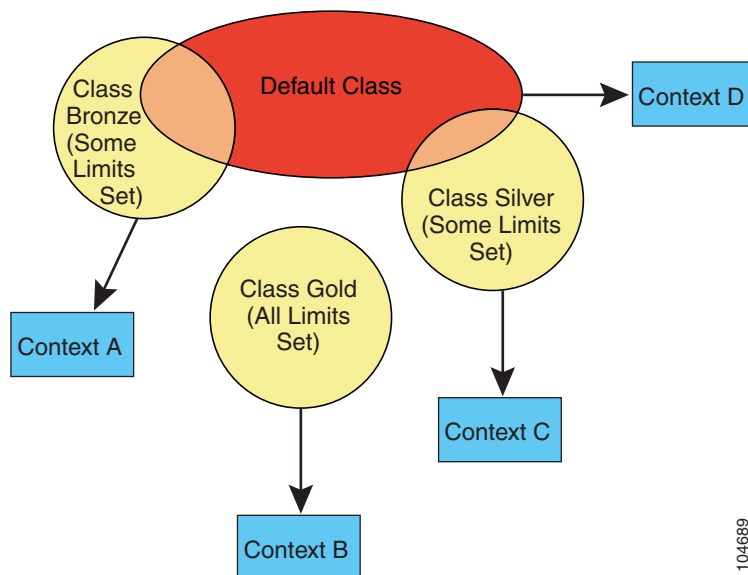 Class
Bronze
(Some
Limits
Set)
Default Class
Context D
Class Silver
(Some Limits
Set)
Class Gold
(All Limits
Set)
Context A
Context C
Context B
104689